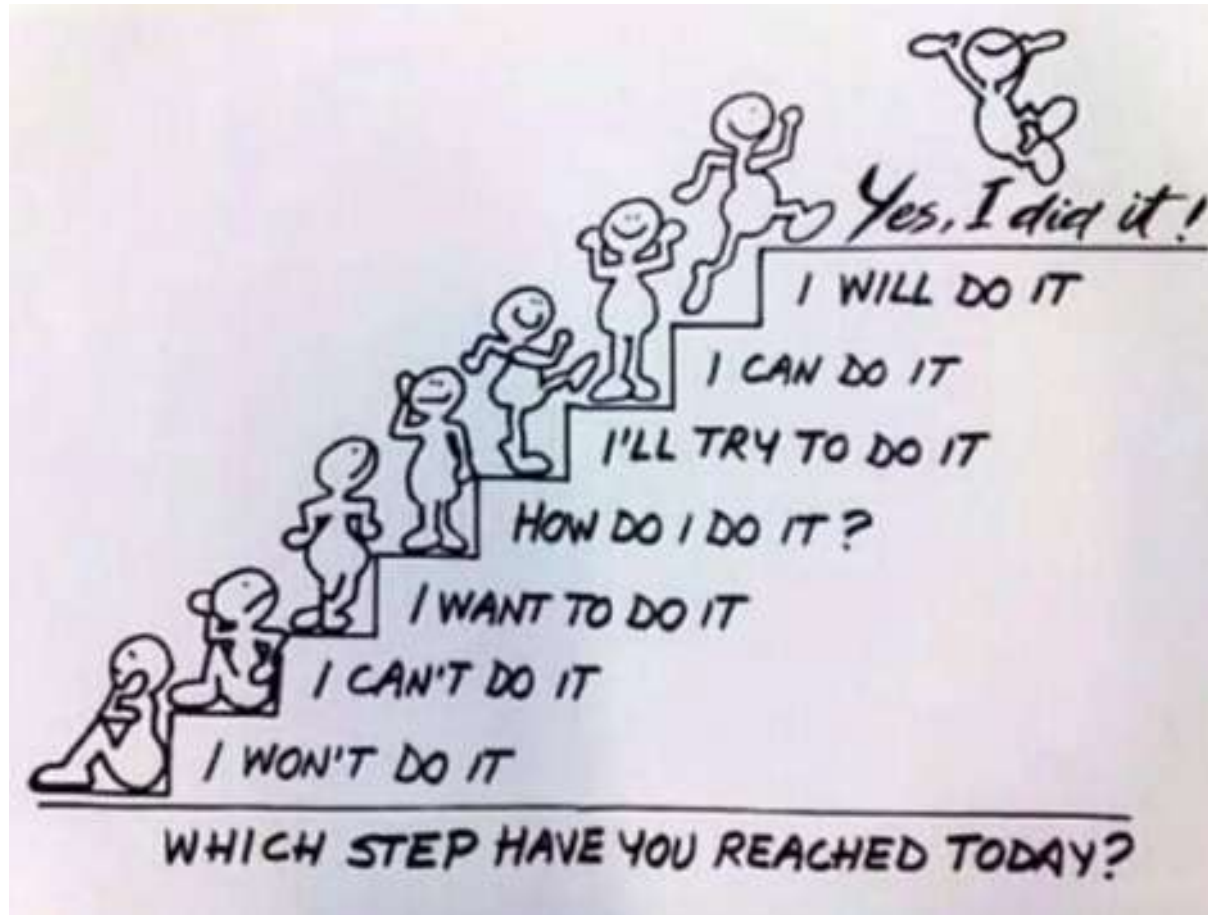 Yes, I did it!
I WILL DO IT
I CAN DO IT
I'LL TRY TO DO IT
HOW DO I DO IT?
I WANT TO DO IT
I CAN'T DO IT
I WON'T DO IT
WHICH STEP HAVE YOU REACHED TODAY?